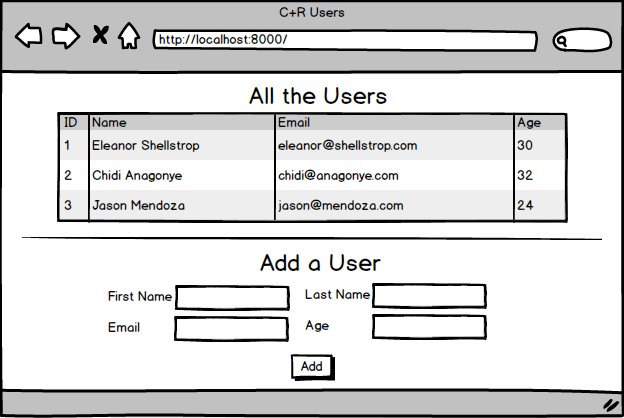 C+R Users
http://localhost:8000/
All the Users
ID Name Email Age
1 Eleanor Shellstrop eleanor@shellstrop.com 30
2 Chidi Anagonye chidi@anagonye.com 32
3 Jason Mendoza jason@mendoza.com 24
Add a User
First Name Last Name
Email Age
Add